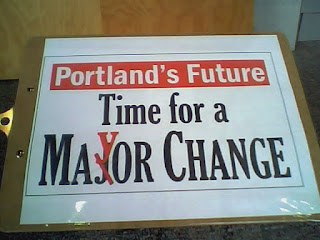 Portland's Future
Time for a
MAYOR CHANGE